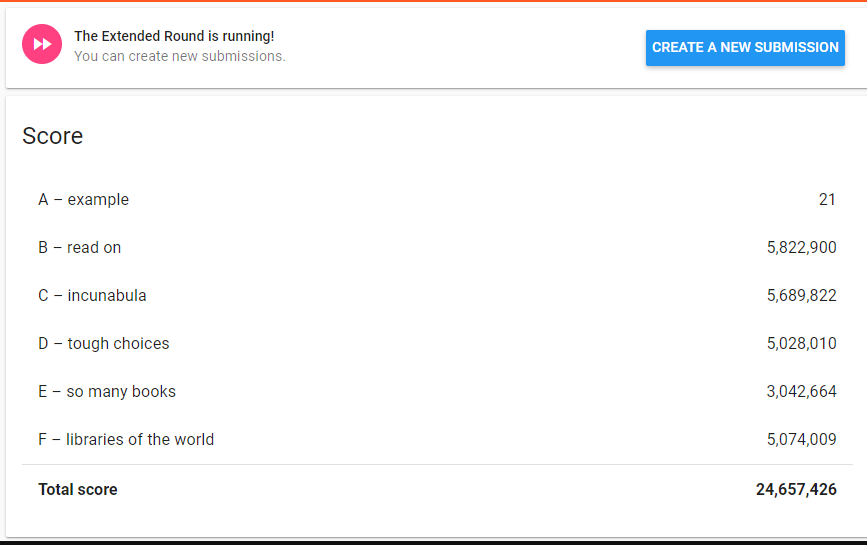 The Extended Round is running!
You can create new submissions.
CREATE A NEW SUBMISSION
Score
A – example 21
B – read on 5,822,900
C – incunabula 5,689,822
D – tough choices 5,028,010
E – so many books 3,042,664
F – libraries of the world 5,074,009
Total score 24,657,426